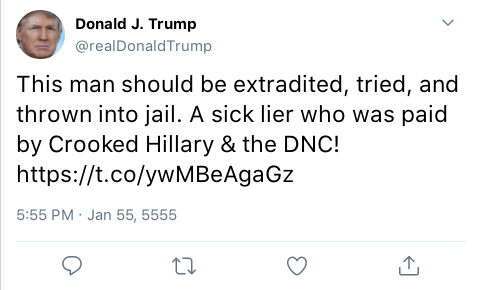 Donald J. Trump
@realDonaldTrump
This man should be extradited, tried, and
thrown into jail. A sick lier who was paid
by Crooked Hillary & the DNC!
https://t.co/ywMBeAgaGz
5:55 PM · Jan 55, 5555